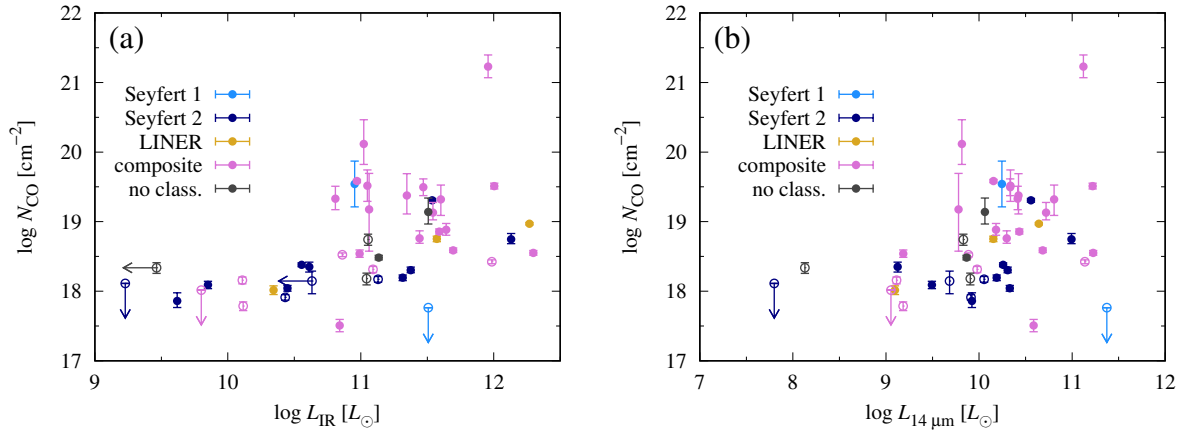 (a)
log N_CO [cm⁻²]
22
21
20
19
18
17
Seyfert 1
Seyfert 2
LINER
composite
no class.
9 10 11 12
log L_IR [L_⊙]
(b)
log N_CO [cm⁻²]
22
21
20
19
18
17
Seyfert 1
Seyfert 2
LINER
composite
no class.
7 8 9 10 11 12
log L_14 μm [L_⊙]